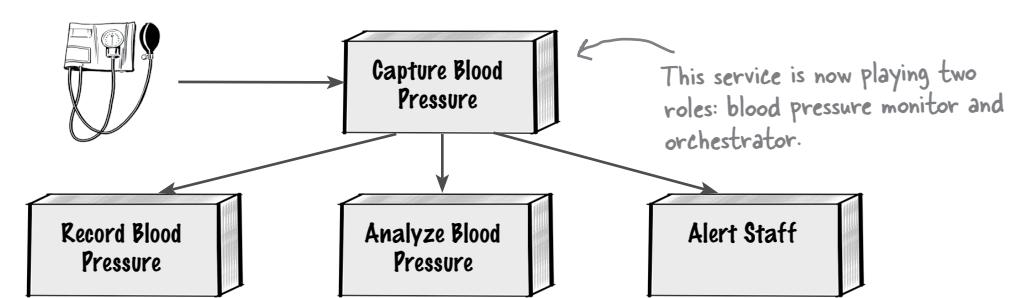 Capture Blood
Pressure
This service is now playing two
roles: blood pressure monitor and
orchestrator.
Record Blood
Pressure
Analyze Blood
Pressure
Alert Staff